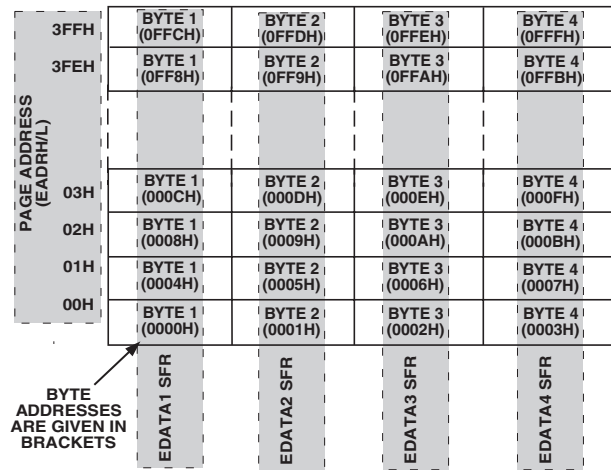 3FFH
BYTE 1 BYTE 2 BYTE 3 BYTE 4
(0FFCH) (0FFDH) (0FFEH) (0FFFH)
3FEH
BYTE 1 BYTE 2 BYTE 3 BYTE 4
(0FF8H) (0FF9H) (0FFAH) (0FFBH)
PAGE ADDRESS
(EADRH/L)
03H
BYTE 1 BYTE 2 BYTE 3 BYTE 4
(000CH) (000DH) (000EH) (000FH)
02H
BYTE 1 BYTE 2 BYTE 3 BYTE 4
(0008H) (0009H) (000AH) (000BH)
01H
BYTE 1 BYTE 2 BYTE 3 BYTE 4
(0004H) (0005H) (0006H) (0007H)
00H
BYTE 1 BYTE 2 BYTE 3 BYTE 4
(0000H) (0001H) (0002H) (0003H)
BYTE
ADDRESSES
ARE GIVEN IN
BRACKETS
EDATA1 SFR
EDATA2 SFR
EDATA3 SFR
EDATA4 SFR